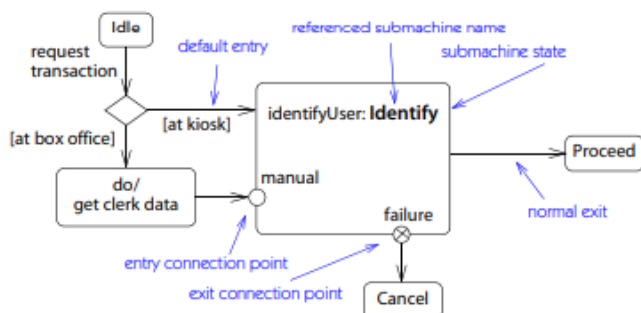 Idle
referenced submachine name
request
transaction
default entry
submachine state
identifyUser: Identify
[at kiosk]
[at box office]
Proceed
do/
get clerk data
manual
normal exit
failure
entry connection point
exit connection point
Cancel